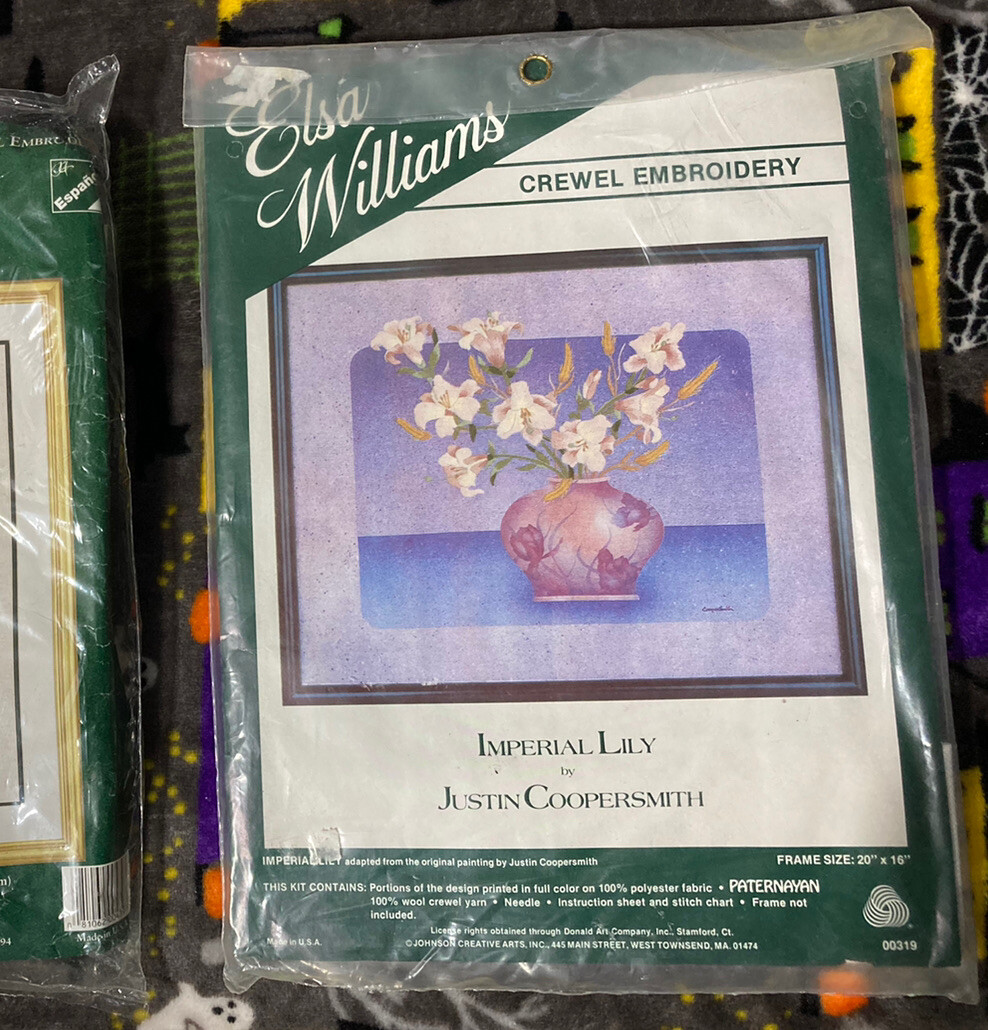 Elsa
Williams
CREWEL EMBROIDERY
IMPERIAL LILY
by
JUSTIN COOPERSMITH
IMPERIAL LILY adapted from the original painting by Justin Coopersmith
FRAME SIZE: 20" x 16"
THIS KIT CONTAINS: Portions of the design printed in full color on 100% polyester fabric • PATERNAYAN
100% wool crewel yarn • Needle • Instruction sheet and stitch chart • Frame not
included.
License rights obtained through Donald Art Company, Inc., Stamford, Ct.
Made in U.S.A.
© JOHNSON CREATIVE ARTS, INC., 445 MAIN STREET, WEST TOWNSEND, MA. 01474
00319
Españ
m)
94
Made in